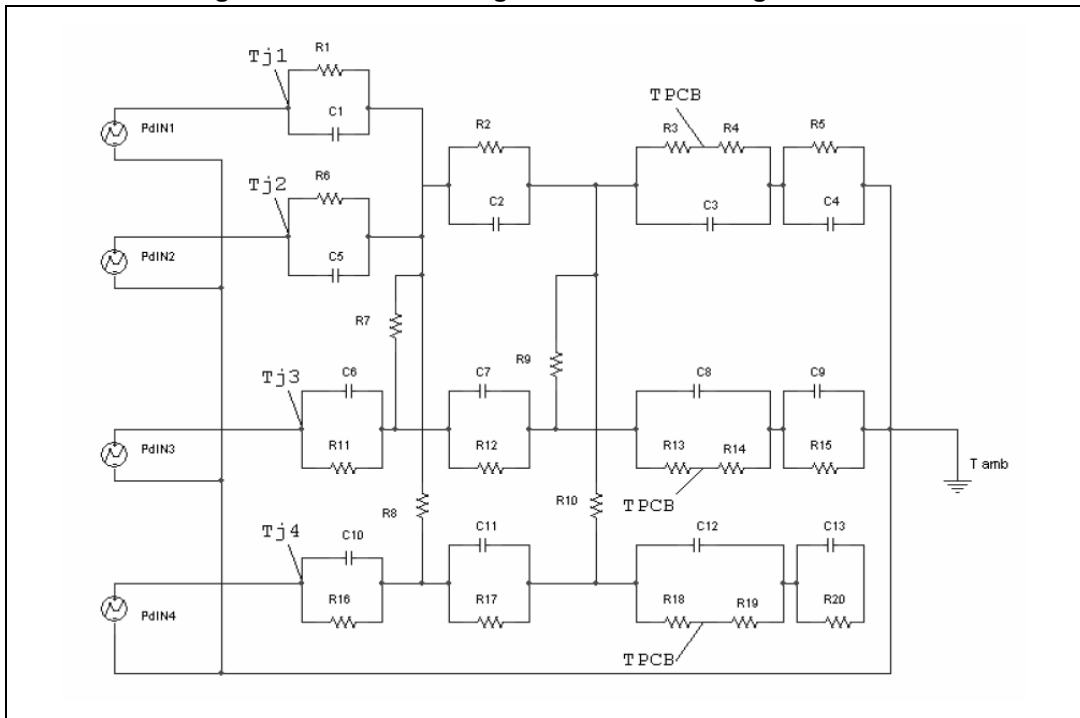 Tj1
R1
C1
PdIN1
R2
C2
TPCB
R3
R4
C3
R5
C4
Tj2
R6
C5
PdIN2
R7
R9
Tj3
C6
R11
PdIN3
C7
R12
C8
R13
R14
TPCB
C9
R15
T amb
R8
R10
Tj4
C10
R16
PdIN4
C11
R17
C12
R18
R19
TPCB
C13
R20